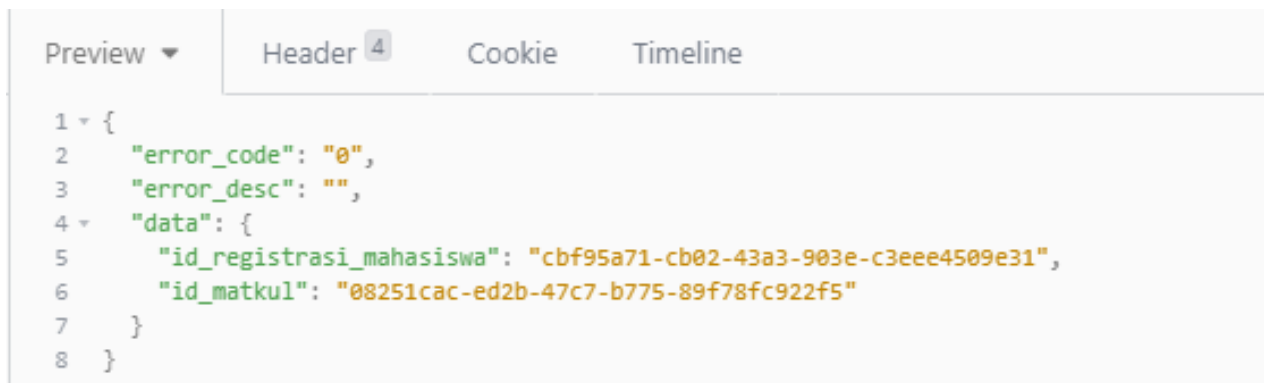 Preview Header 4 Cookie Timeline
1 {
2 "error_code": "0",
3 "error_desc": "",
4 "data": {
5 "id_registrasi_mahasiswa": "cbf95a71-cb02-43a3-903e-c3eee4509e31",
6 "id_matkul": "08251cac-ed2b-47c7-b775-89f78fc922f5"
7 }
8 }